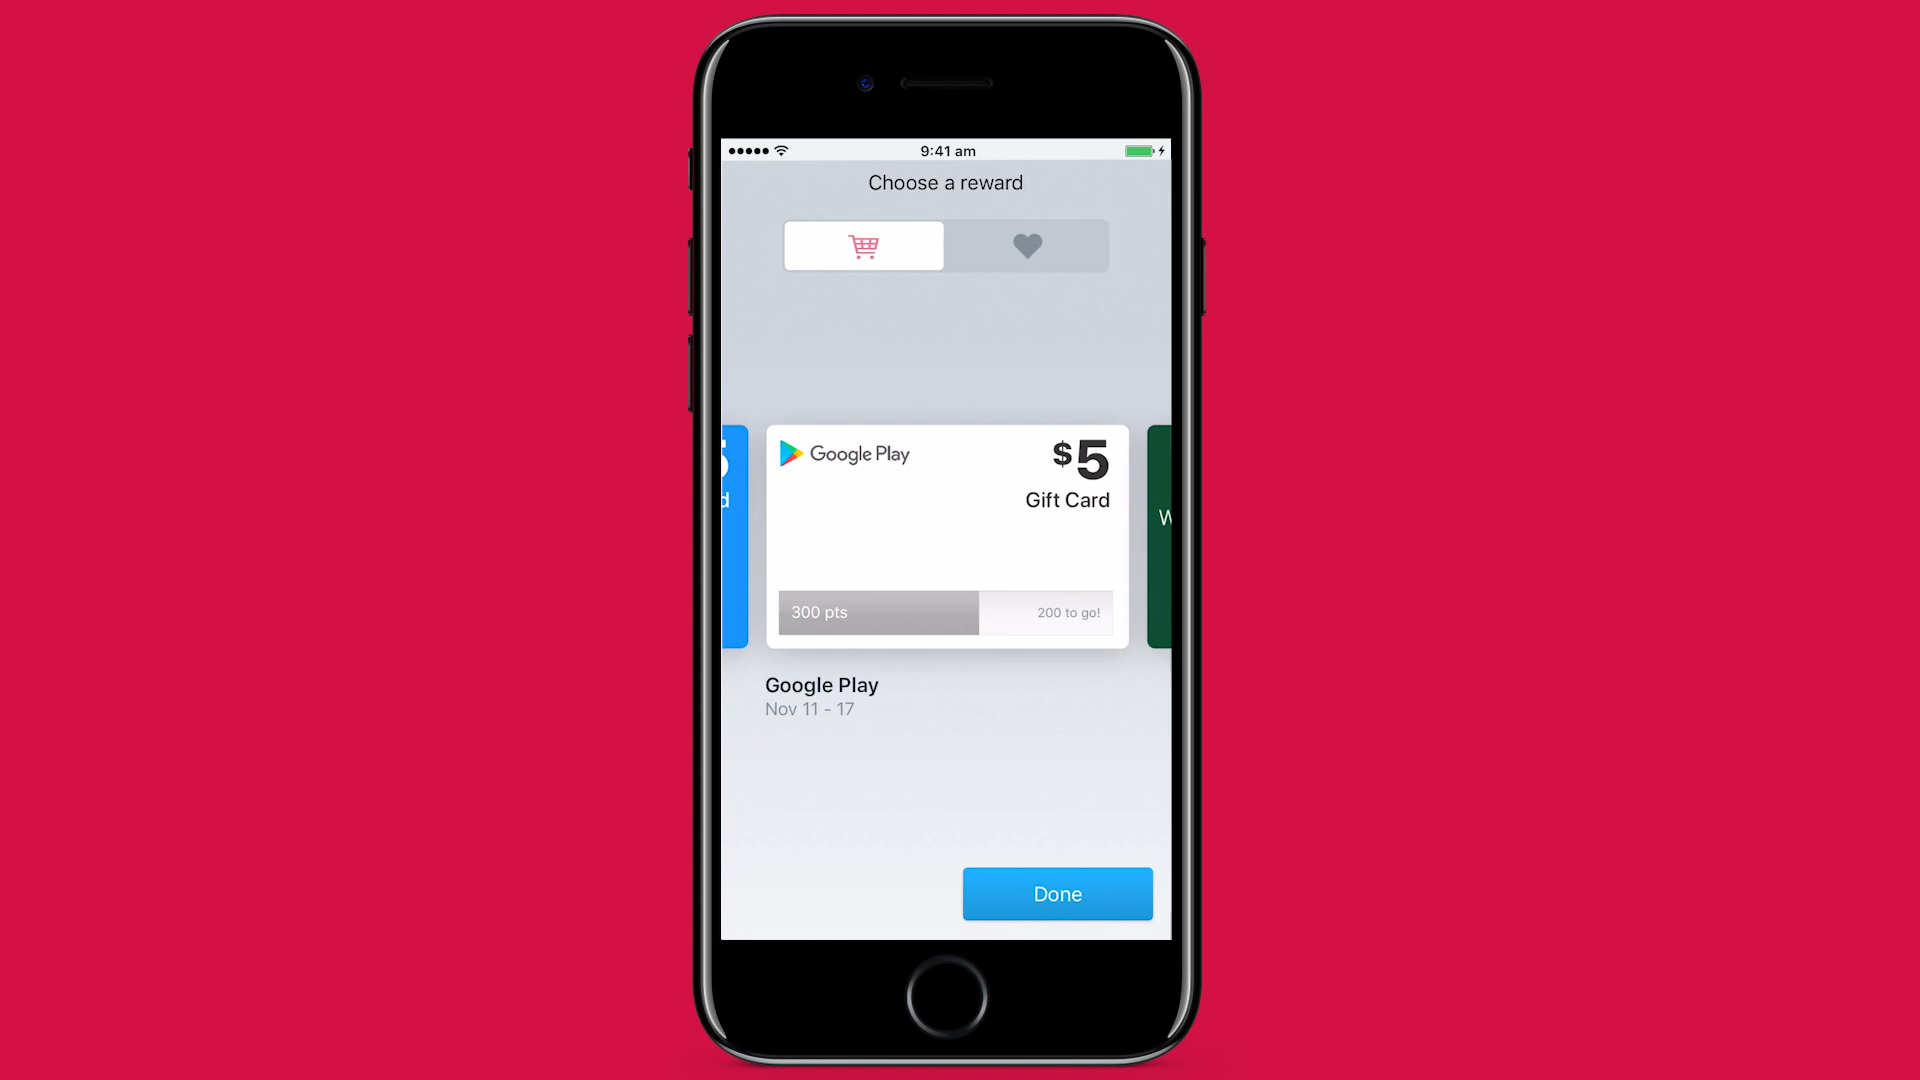 9:41 am
Choose a reward
Google Play
$5
Gift Card
300 pts
200 to go!
Google Play
Nov 11 - 17
Done